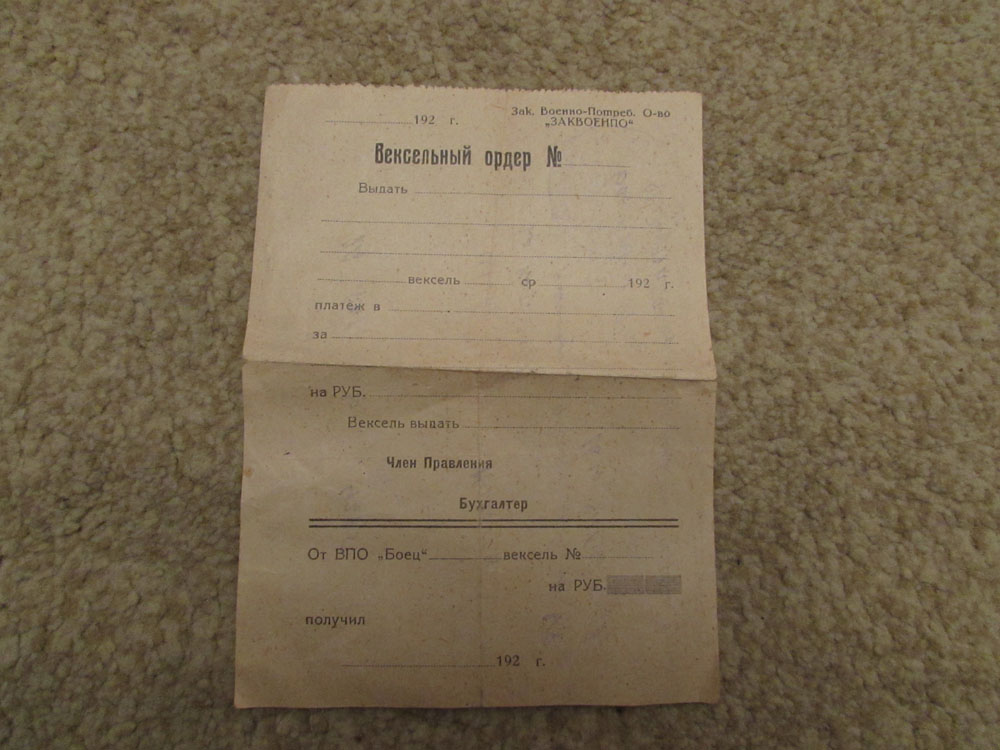 192 г.
Зак. Военно-Потреб. О-во
„ЗАКВОЕНПО“
Вексельный ордер №
Выдать
вексель ср 192 г.
платеж в
за
на РУБ.
Вексель выдать
Член Правления
Бухгалтер
От ВПО „Боец“ вексель №
на РУБ.
получил
192 г.